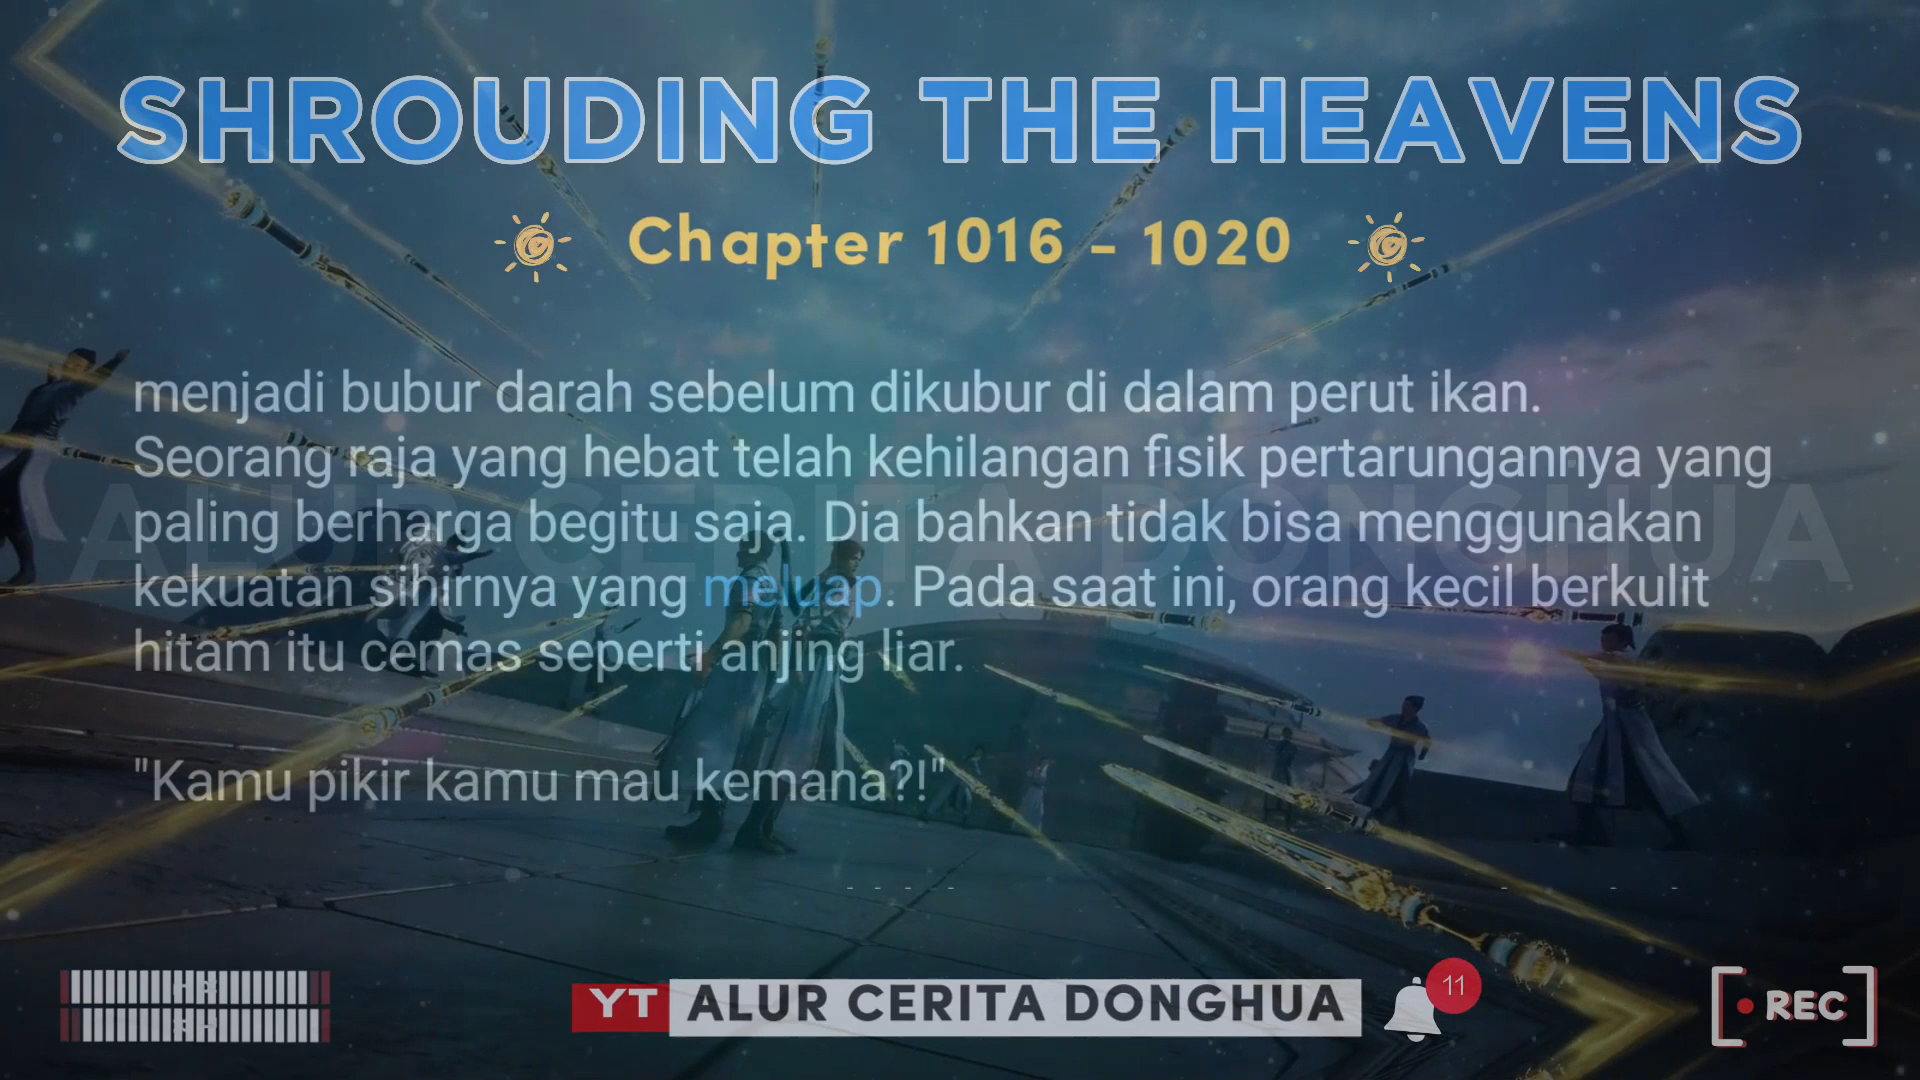 SHROUDING THE HEAVENS
Chapter 1016 - 1020
menjadi bubur darah sebelum dikubur di dalam perut ikan.
Seorang raja yang hebat telah kehilangan fisik pertarungannya yang
paling berharga begitu saja. Dia bahkan tidak bisa menggunakan
kekuatan sihirnya yang meluap. Pada saat ini, orang kecil berkulit
hitam itu cemas seperti anjing liar.
"Kamu pikir kamu mau kemana?!"
ALUR CERITA DONGHUA
YT ALUR CERITA DONGHUA
11
REC